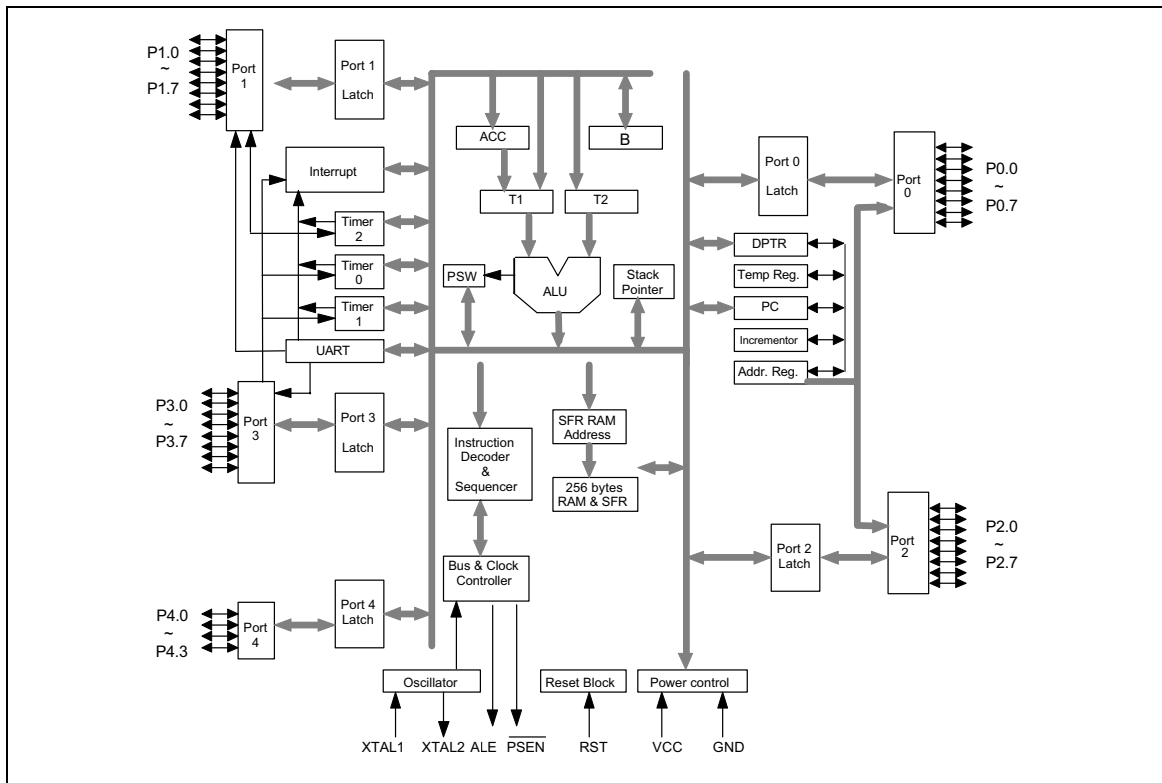 P1.0
~
P1.7
Port
1
Port 1
Latch
ACC
B
Interrupt
T1
T2
Port 0
Latch
Port
0
P0.0
~
P0.7
Timer
2
Timer
0
Timer
1
UART
PSW
ALU
Stack
Pointer
DPTR
Temp Reg.
PC
Incrementor
Addr. Reg.
P3.0
~
P3.7
Port
3
Port 3
Latch
Instruction
Decoder
&
Sequencer
SFR RAM
Address
256 bytes
RAM & SFR
Bus & Clock
Controller
Port 2
Latch
Port
2
P2.0
~
P2.7
P4.0
~
P4.3
Port
4
Port 4
Latch
Oscillator
Reset Block
Power control
XTAL1
XTAL2
ALE
PSEN
RST
VCC
GND